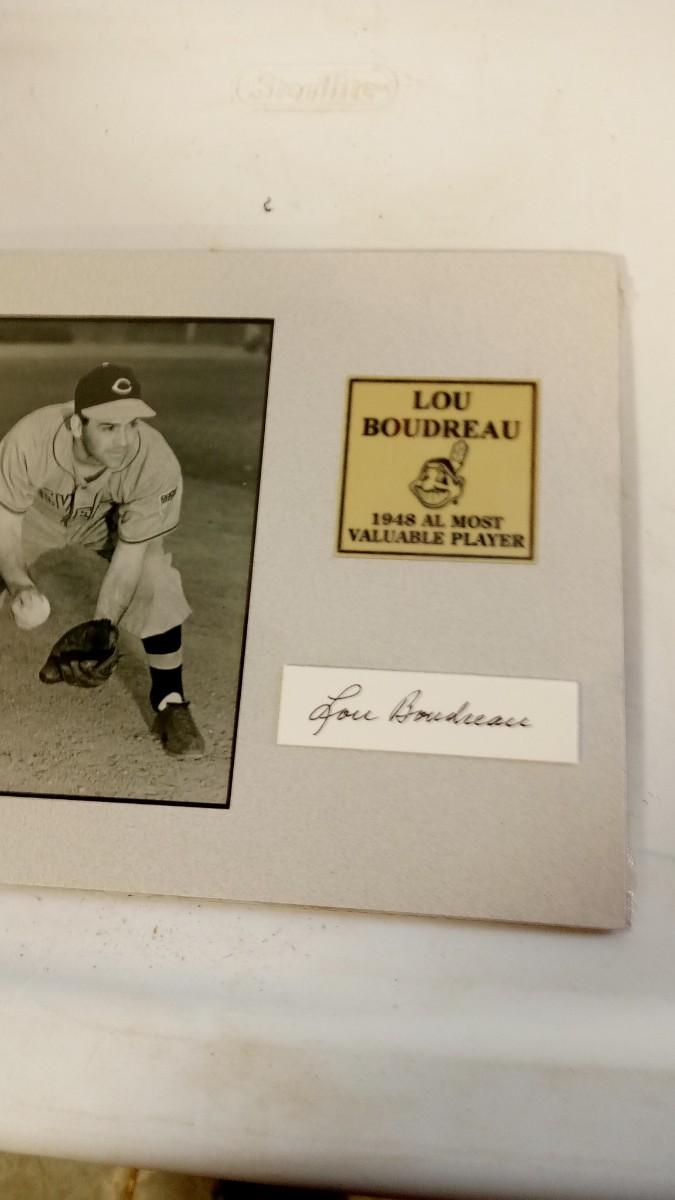 C
LOU
BOUDREAU
1948 AL MOST
VALUABLE PLAYER
Lou Boudreau